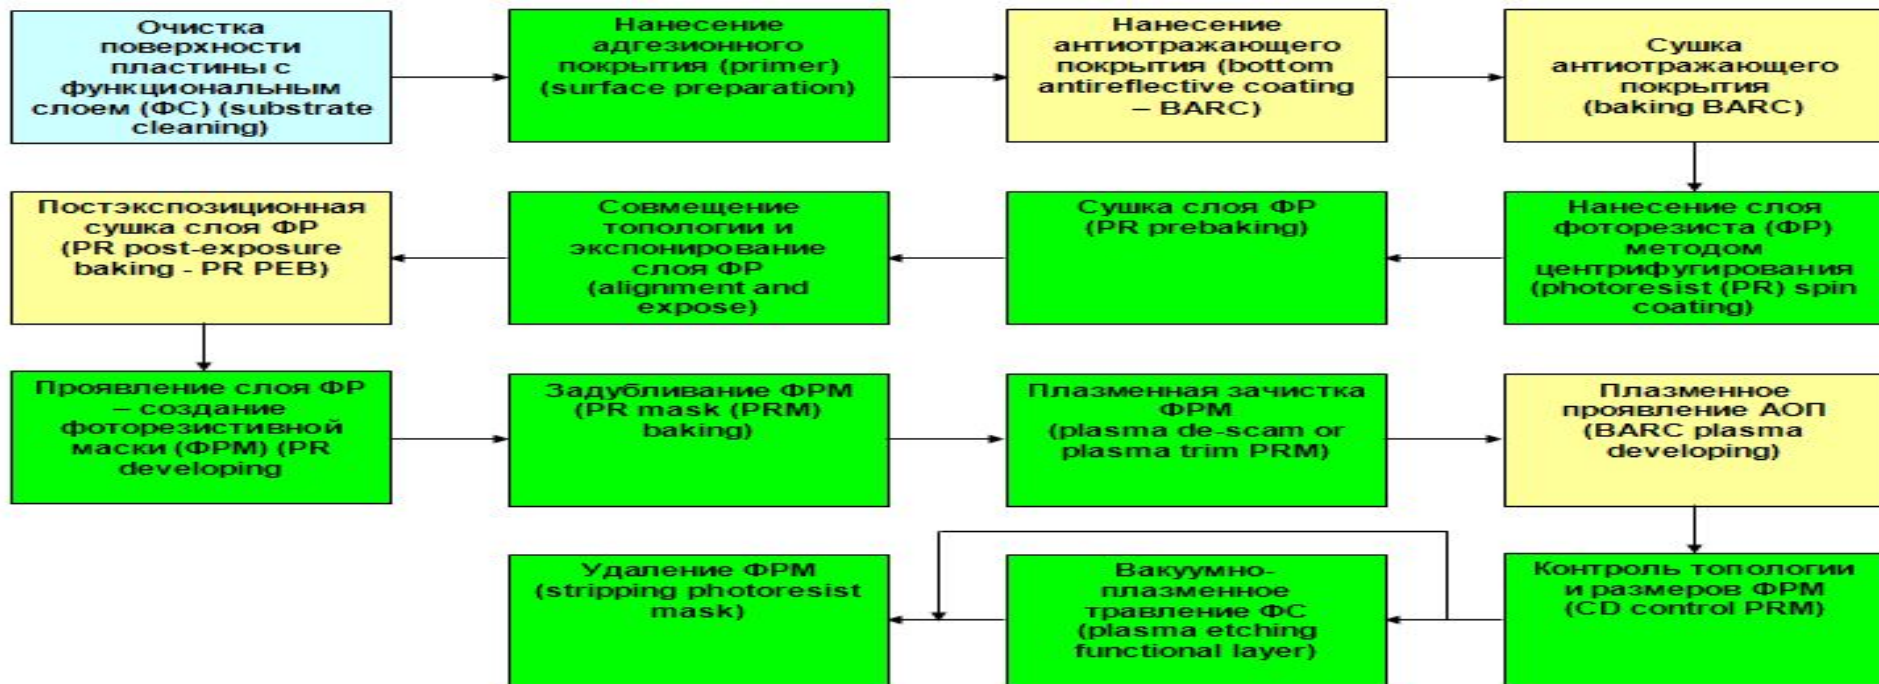 Очистка
поверхности
пластины с
функциональным
слоем (ФС) (substrate
cleaning)
Нанесение
адгезионного
покрытия (primer)
(surface preparation)
Нанесение
антиотражающего
покрытия (bottom
antireflective coating
– BARC)
Сушка
антиотражающего
покрытия
(baking BARC)
Постэкспозиционная
сушка слоя ФР
(PR post-exposure
baking - PR PEB)
Совмещение
топологии и
экспонирование
слоя ФР
(alignment and
expose)
Сушка слоя ФР
(PR prebaking)
Нанесение слоя
фоторезиста (ФР)
методом
центрифугирования
(photoresist (PR) spin
coating)
Проявление слоя ФР
– создание
фоторезистивной
маски (ФРМ) (PR
developing
Задубливание ФРМ
(PR mask (PRM)
baking)
Плазменная зачистка
ФРМ
(plasma de-scam or
plasma trim PRM)
Плазменное
проявление АОП
(BARC plasma
developing)
Удаление ФРМ
(stripping photoresist
mask)
Вакуумно-
плазменное
травление ФС
(plasma etching
functional layer)
Контроль топологии
и размеров ФРМ
(CD control PRM)